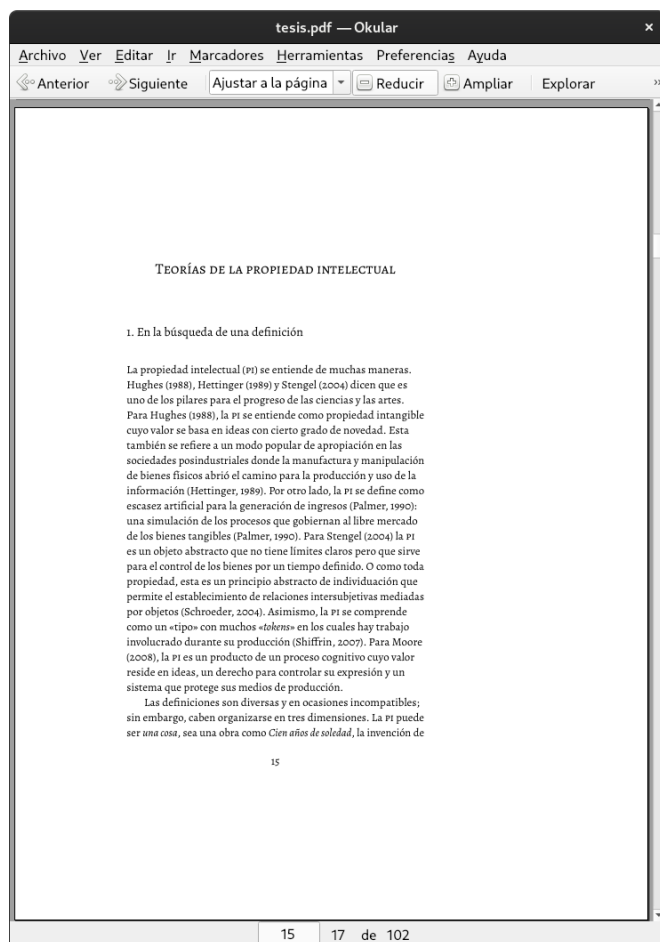 tesis.pdf — Okular
Archivo Ver Editar Ir Marcadores Herramientas Preferencias Ayuda
Anterior Siguiente Ajustar a la página Reducir Ampliar Explorar
Teorías de la propiedad intelectual
1. En la búsqueda de una definición
La propiedad intelectual (PI) se entiende de muchas maneras.
Hughes (1988), Hettinger (1989) y Stengel (2004) dicen que es
uno de los pilares para el progreso de las ciencias y las artes.
Para Hughes (1988), la PI se entiende como propiedad intangible
cuyo valor se basa en ideas con cierto grado de novedad. Esta
también se refiere a un modo popular de apropiación en las
sociedades posindustriales donde la manufactura y manipulación
de bienes físicos abrió el camino para la producción y uso de la
información (Hettinger, 1989). Por otro lado, la PI se define como
escasez artificial para la generación de ingresos (Palmer, 1990):
una simulación de los procesos que gobiernan al libre mercado
de los bienes tangibles (Palmer, 1990). Para Stengel (2004) la PI
es un objeto abstracto que no tiene límites claros pero que sirve
para el control de los bienes por un tiempo definido. O como toda
propiedad, esta es un principio abstracto de individuación que
permite el establecimiento de relaciones intersubjetivas mediadas
por objetos (Schroeder, 2004). Asimismo, la PI se comprende
como un «tipo» con muchos «tokens» en los cuales hay trabajo
involucrado durante su producción (Shiffrin, 2007). Para Moore
(2008), la PI es un producto de un proceso cognitivo cuyo valor
reside en ideas, un derecho para controlar su expresión y un
sistema que protege sus medios de producción.
Las definiciones son diversas y en ocasiones incompatibles;
sin embargo, caben organizarse en tres dimensiones. La PI puede
ser una cosa, sea una obra como Cien años de soledad, la invención de
15
15 17 de 102